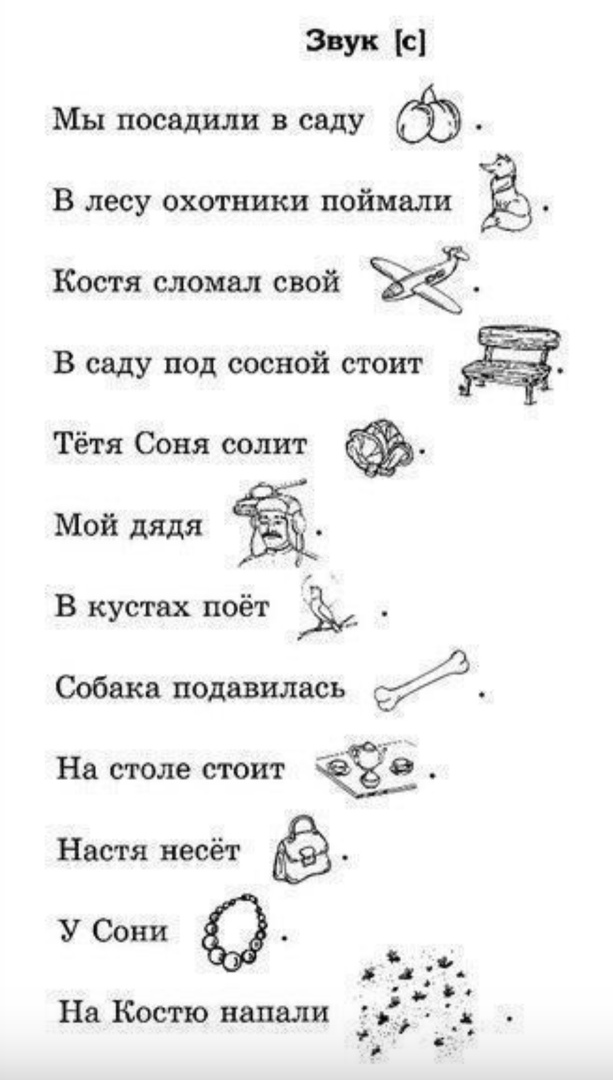 Звук [с]
Мы посадили в саду .
В лесу охотники поймали .
Костя сломал свой .
В саду под сосной стоит .
Тётя Соня солит .
Мой дядя .
В кустах поёт .
Собака подавилась .
На столе стоит .
Настя несёт .
У Сони .
На Костю напали .